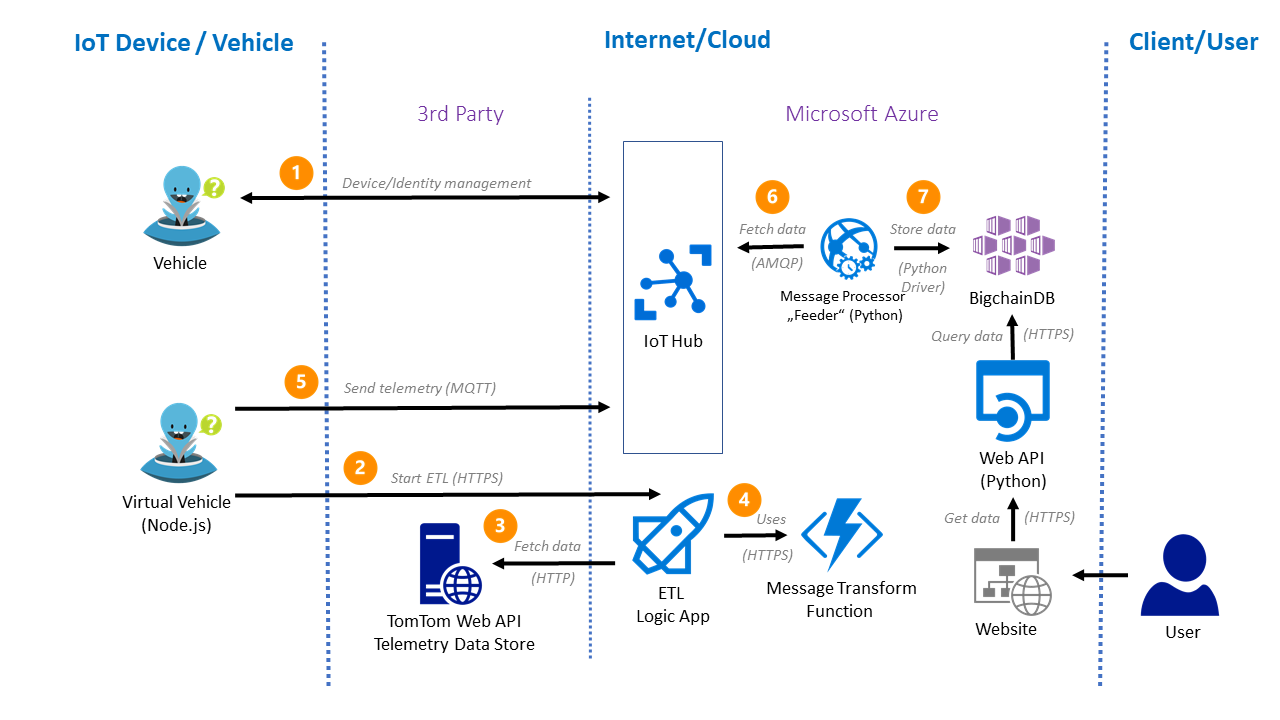 IoT Device / Vehicle
Internet/Cloud
Client/User
3rd Party
Microsoft Azure
1
Device/Identity management
Vehicle
6
Fetch data
(AMQP)
7
Store data
(Python
Driver)
Message Processor
„Feeder“ (Python)
BigchainDB
IoT Hub
Query data
(HTTPS)
5
Send telemetry (MQTT)
Web API
(Python)
2
Start ETL (HTTPS)
Virtual Vehicle
(Node.js)
3
Fetch data
(HTTP)
4
Uses
(HTTPS)
Get data
(HTTPS)
TomTom Web API
Telemetry Data Store
ETL
Logic App
Message Transform
Function
Website
User